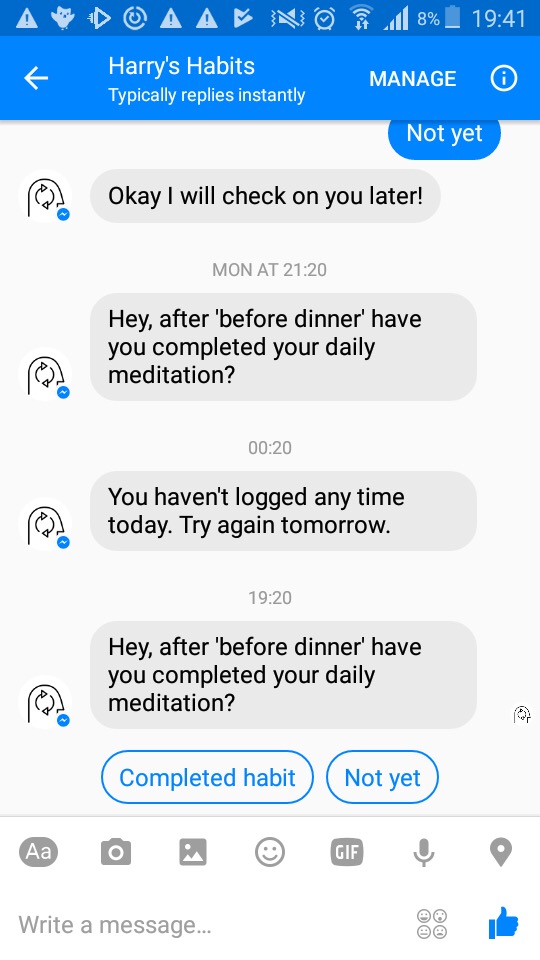 8% 19:41
Harry's Habits
Typically replies instantly
MANAGE
Not yet
Okay I will check on you later!
MON AT 21:20
Hey, after 'before dinner' have
you completed your daily
meditation?
00:20
You haven't logged any time
today. Try again tomorrow.
19:20
Hey, after 'before dinner' have
you completed your daily
meditation?
Completed habit
Not yet
Aa
GIF
Write a message...